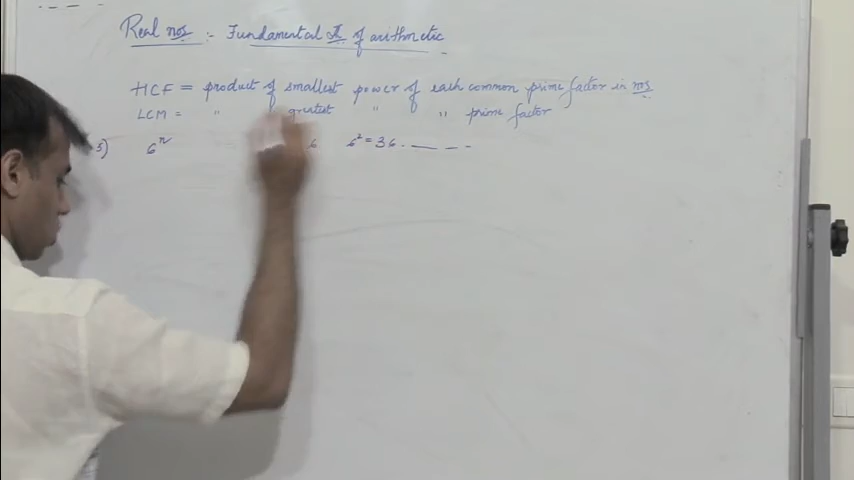 Real nos :- Fundamental Th of arithmetic
HCF = product of smallest power of each common prime factor in nos
LCM = " " greatest " " prime factor
5) 6ⁿ 6 6² = 36 . — — -